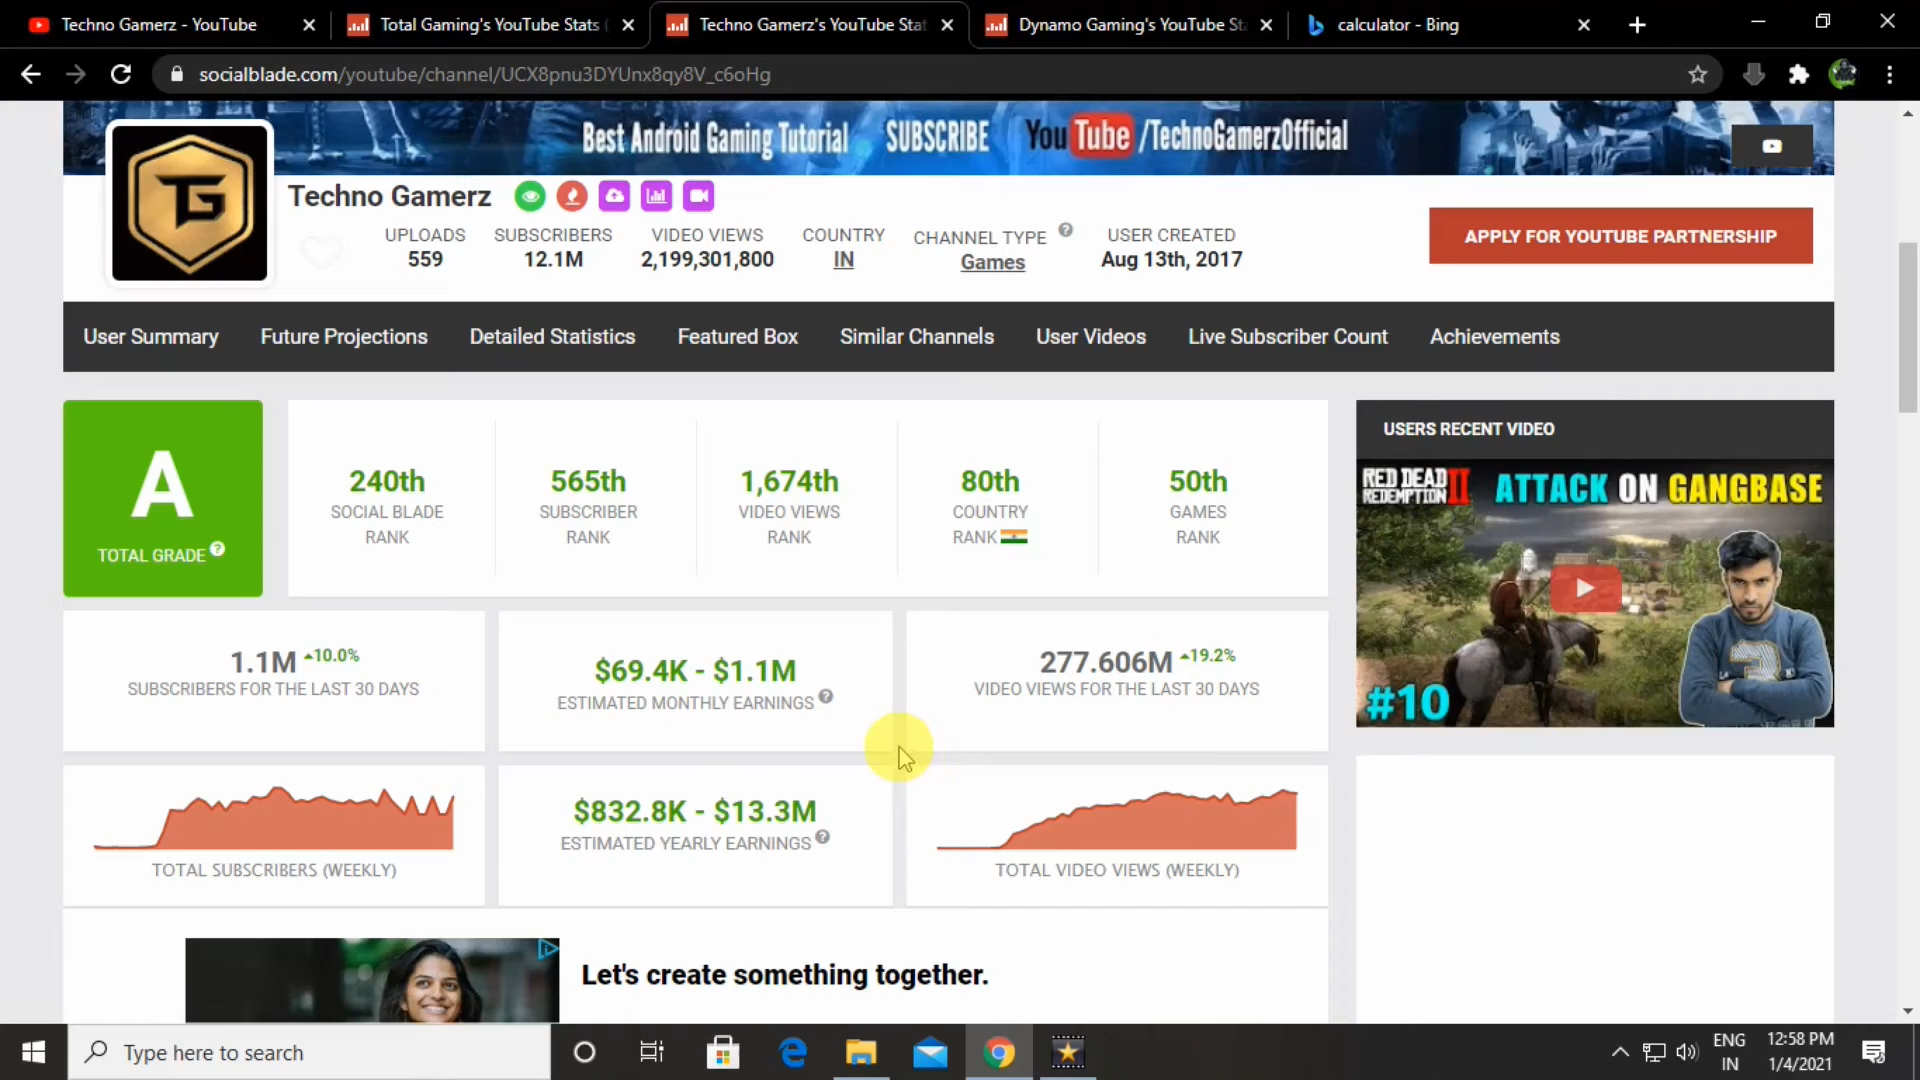 Techno Gamerz - YouTube
Total Gaming's YouTube Stats (
Techno Gamerz's YouTube Stat
Dynamo Gaming's YouTube Sta
calculator - Bing
socialblade.com/youtube/channel/UCX8pnu3DYUnx8qy8V_c6oHg
Best Android Gaming Tutorial SUBSCRIBE You Tube /TechnoGamerzOfficial
TG
Techno Gamerz
UPLOADS
559
SUBSCRIBERS
12.1M
VIDEO VIEWS
2,199,301,800
COUNTRY
IN
CHANNEL TYPE ?
Games
USER CREATED
Aug 13th, 2017
APPLY FOR YOUTUBE PARTNERSHIP
User Summary
Future Projections
Detailed Statistics
Featured Box
Similar Channels
User Videos
Live Subscriber Count
Achievements
A
TOTAL GRADE ?
240th
SOCIAL BLADE
RANK
565th
SUBSCRIBER
RANK
1,674th
VIDEO VIEWS
RANK
80th
COUNTRY
RANK
50th
GAMES
RANK
USERS RECENT VIDEO
RED DEAD
REDEMPTION II
ATTACK ON GANGBASE
#10
1.1M 10.0%
SUBSCRIBERS FOR THE LAST 30 DAYS
$69.4K - $1.1M
ESTIMATED MONTHLY EARNINGS ?
277.606M 19.2%
VIDEO VIEWS FOR THE LAST 30 DAYS
TOTAL SUBSCRIBERS (WEEKLY)
$832.8K - $13.3M
ESTIMATED YEARLY EARNINGS ?
TOTAL VIDEO VIEWS (WEEKLY)
Let's create something together.
Type here to search
ENG
IN
12:58 PM
1/4/2021